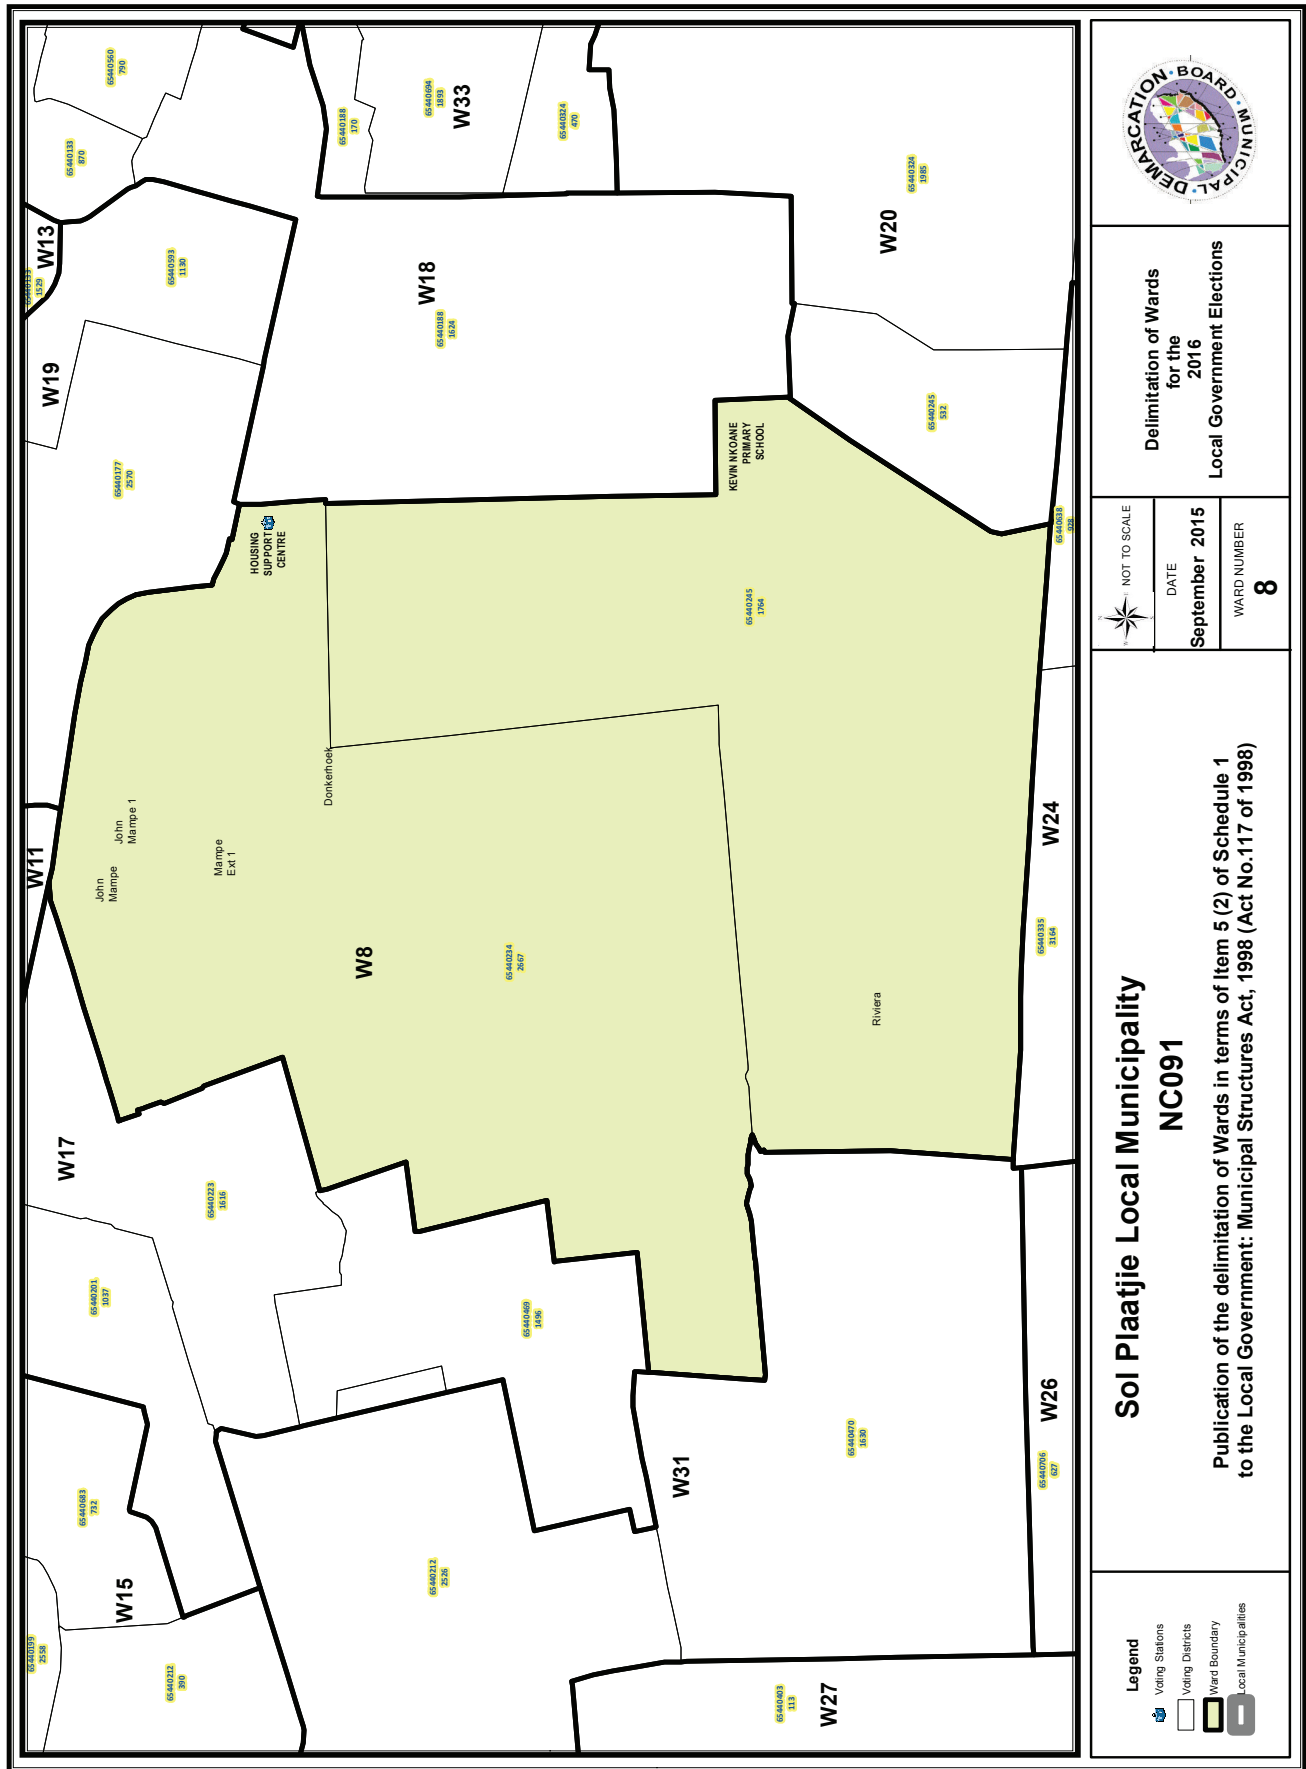 65440199
2558
65440212
390
W15
65440683
732
65440201
1037
W17
65440223
1616
65440212
2526
65440469
1496
W31
65440470
1630
65440403
113
W27
65440706
627
W26
W11
John
Mampe
John
Mampe 1
Mampe
Ext 1
Donkerhoek
W8
65440234
2667
Riviera
65440335
3164
W24
HOUSING
SUPPORT
CENTRE
65440245
1764
KEVIN NKOANE
PRIMARY
SCHOOL
65440638
928
65440177
2570
W19
W13
65440133
1529
65440593
1130
65440133
870
65440560
790
W18
65440188
1624
65440188
170
65440694
1893
W33
65440324
470
65440245
532
W20
65440324
1985
Legend
Voting Stations
Voting Districts
Ward Boundary
Local Municipalities
Sol Plaatjie Local Municipality
NC091
Publication of the delimitation of Wards in terms of Item 5 (2) of Schedule 1
to the Local Government: Municipal Structures Act, 1998 (Act No.117 of 1998)
NOT TO SCALE
DATE
September 2015
WARD NUMBER
8
Delimitation of Wards
for the
2016
Local Government Elections
MUNICIPAL · DEMARCATION · BOARD ·